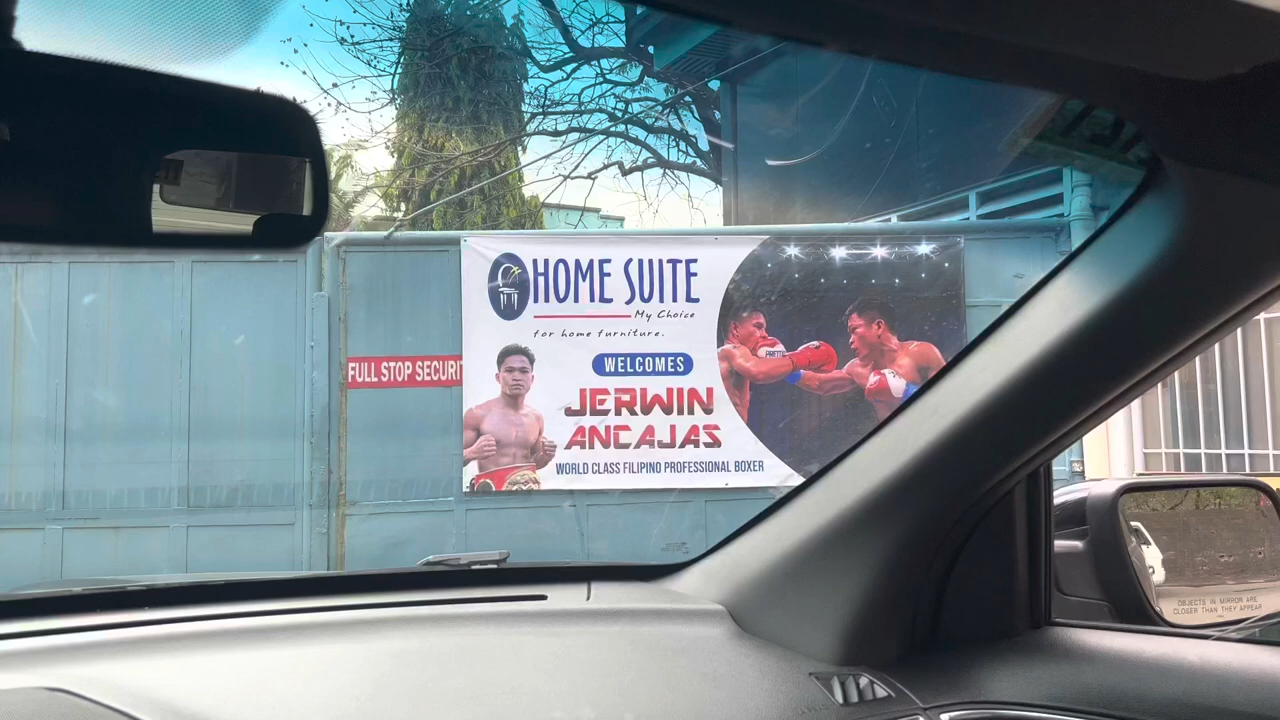 HOME SUITE
My Choice
for home furniture.
FULL STOP SECURIT
WELCOMES
JERWIN
ANCAJAS
WORLD CLASS FILIPINO PROFESSIONAL BOXER
OBJECTS IN MIRROR ARE
CLOSER THAN THEY APPEAR